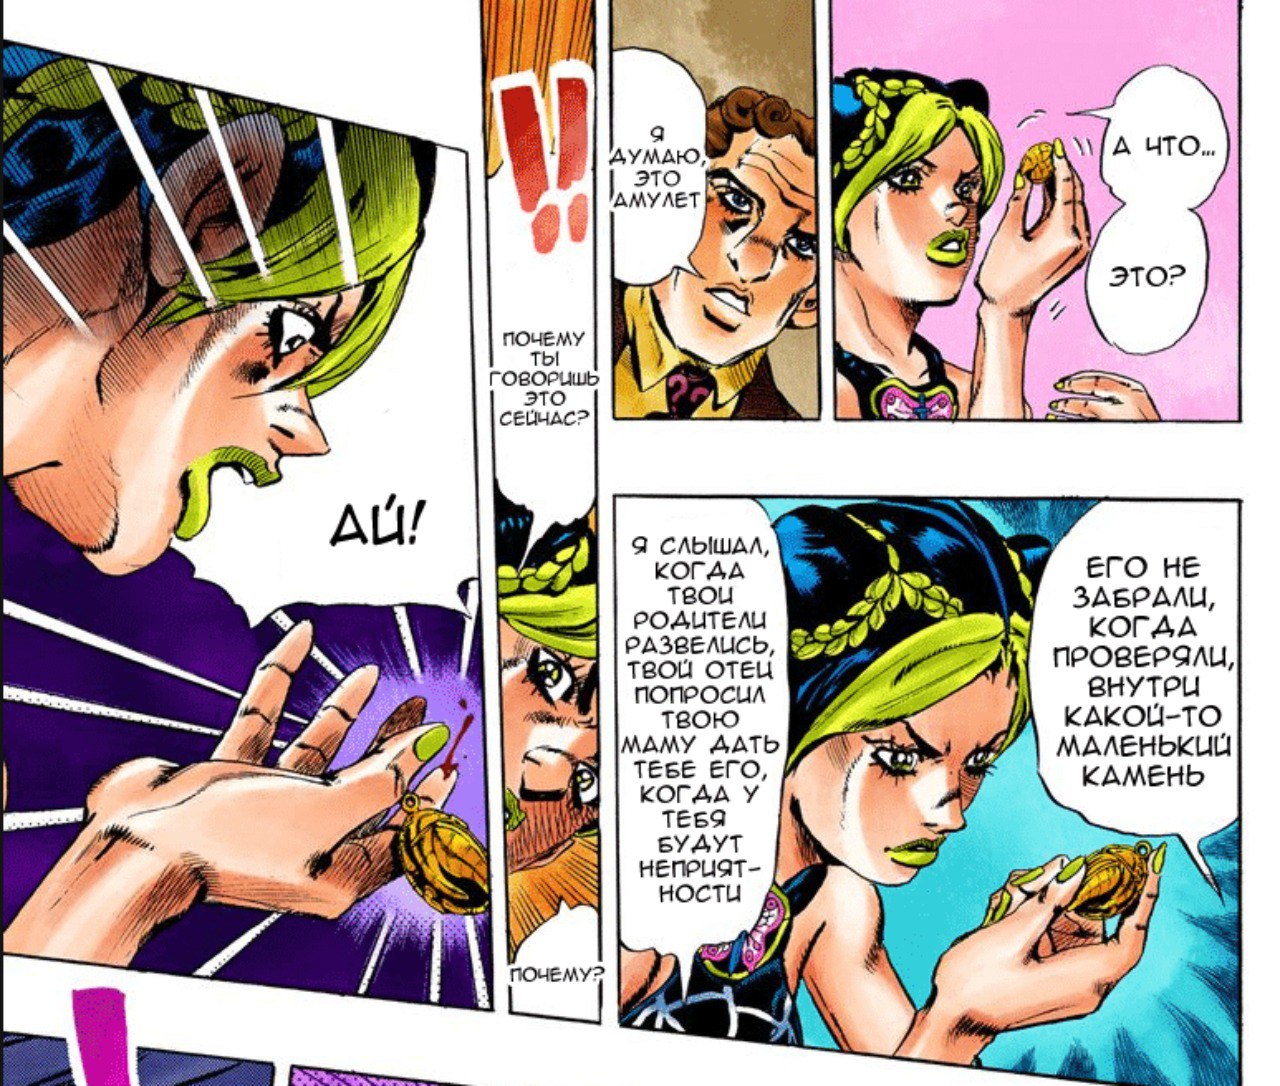 А ЧТО...
ЭТО?
Я
ДУМАЮ,
ЭТО
АМУЛЕТ
ЕГО НЕ
ЗАБРАЛИ,
КОГДА
ПРОВЕРЯЛИ,
ВНУТРИ
КАКОЙ-ТО
МАЛЕНЬКИЙ
КАМЕНЬ
Я СЛЫШАЛ,
КОГДА
ТВОИ
РОДИТЕЛИ
РАЗВЕЛИСЬ,
ТВОЙ ОТЕЦ
ПОПРОСИЛ
ТВОЮ
МАМУ ДАТЬ
ТЕБЕ ЕГО,
КОГДА У
ТЕБЯ
БУДУТ
НЕПРИЯТ-
НОСТИ
!!
ПОЧЕМУ
ТЫ
ГОВОРИШЬ
ЭТО
СЕЙЧАС?
ПОЧЕМУ?
АЙ!